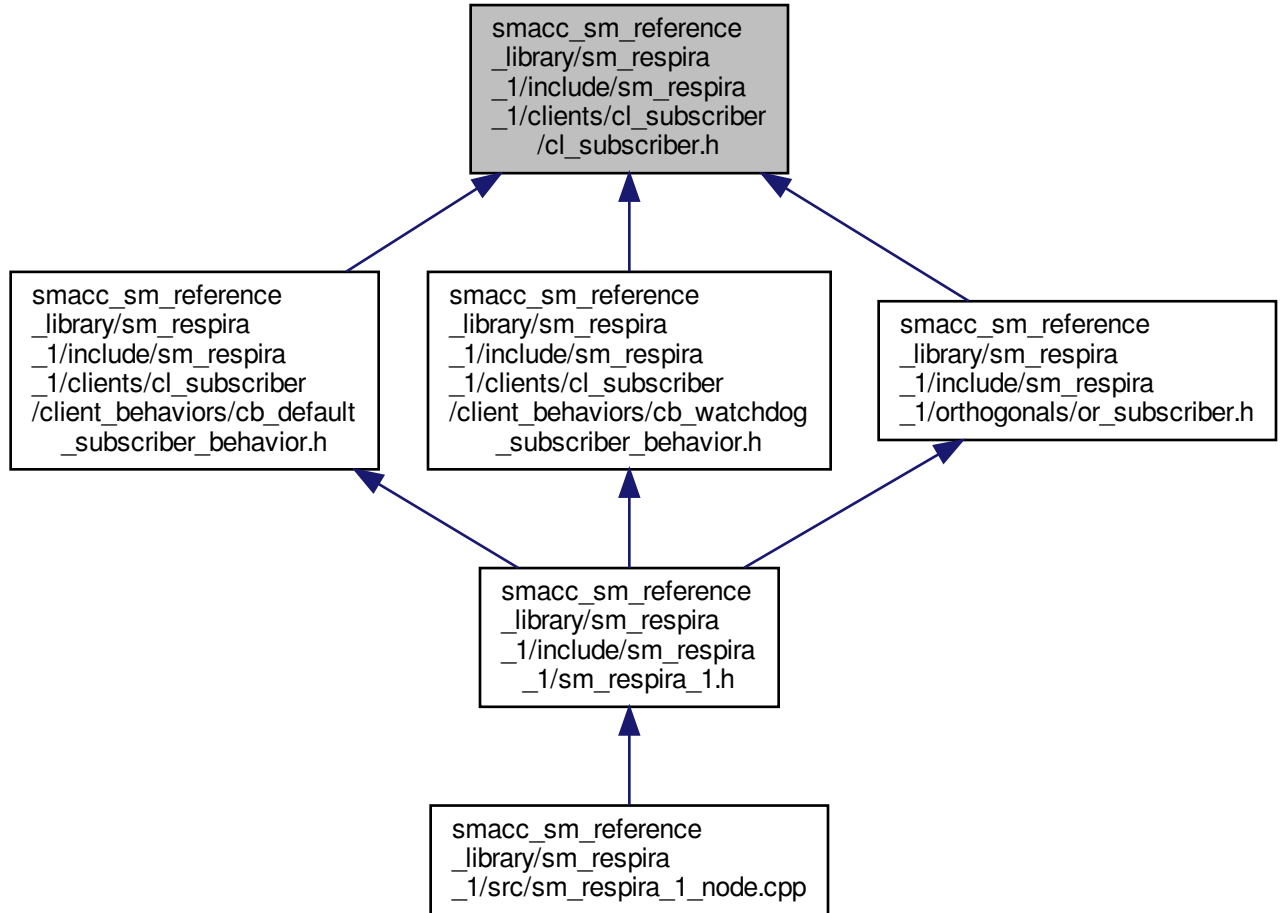 smacc_sm_reference
_library/sm_respira
_1/include/sm_respira
_1/clients/cl_subscriber
/cl_subscriber.h
smacc_sm_reference
_library/sm_respira
_1/include/sm_respira
_1/clients/cl_subscriber
/client_behaviors/cb_default
_subscriber_behavior.h
smacc_sm_reference
_library/sm_respira
_1/include/sm_respira
_1/clients/cl_subscriber
/client_behaviors/cb_watchdog
_subscriber_behavior.h
smacc_sm_reference
_library/sm_respira
_1/include/sm_respira
_1/orthogonals/or_subscriber.h
smacc_sm_reference
_library/sm_respira
_1/include/sm_respira
_1/sm_respira_1.h
smacc_sm_reference
_library/sm_respira
_1/src/sm_respira_1_node.cpp